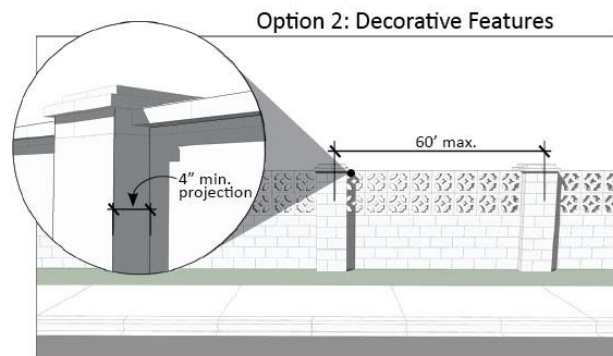 Option 2: Decorative Features
60’ max.
4” min.
projection